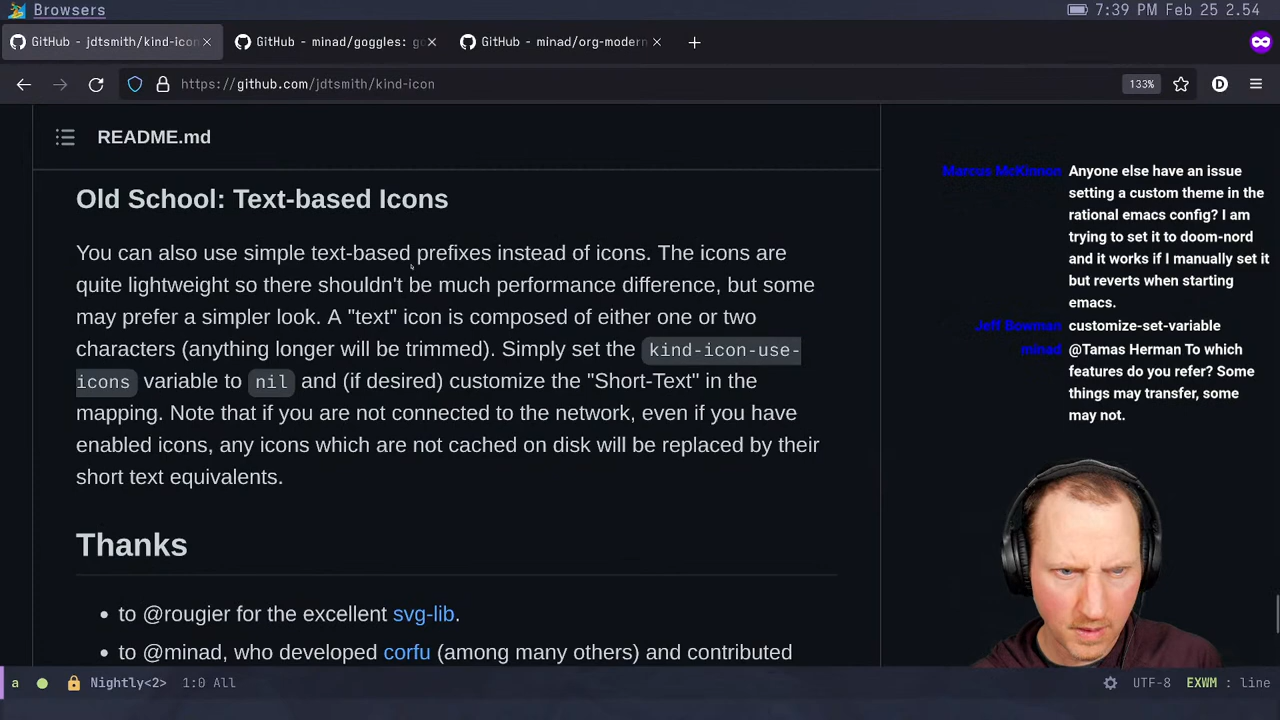 Browsers
7:39 PM Feb 25 2.54
GitHub - jdtsmith/kind-icon
GitHub - minad/goggles: go
GitHub - minad/org-modern
https://github.com/jdtsmith/kind-icon
133%
README.md
Old School: Text-based Icons
You can also use simple text-based prefixes instead of icons. The icons are
quite lightweight so there shouldn't be much performance difference, but some
may prefer a simpler look. A "text" icon is composed of either one or two
characters (anything longer will be trimmed). Simply set the kind-icon-use-
icons variable to nil and (if desired) customize the "Short-Text" in the
mapping. Note that if you are not connected to the network, even if you have
enabled icons, any icons which are not cached on disk will be replaced by their
short text equivalents.
Thanks
to @rougier for the excellent svg-lib.
to @minad, who developed corfu (among many others) and contributed
Marcus McKinnon Anyone else have an issue
setting a custom theme in the
rational emacs config? I am
trying to set it to doom-nord
and it works if I manually set it
but reverts when starting
emacs.
Jeff Bowman customize-set-variable
minad @Tamas Herman To which
features do you refer? Some
things may transfer, some
may not.
a Nightly<2> 1:0 All
UTF-8 EXWM : line